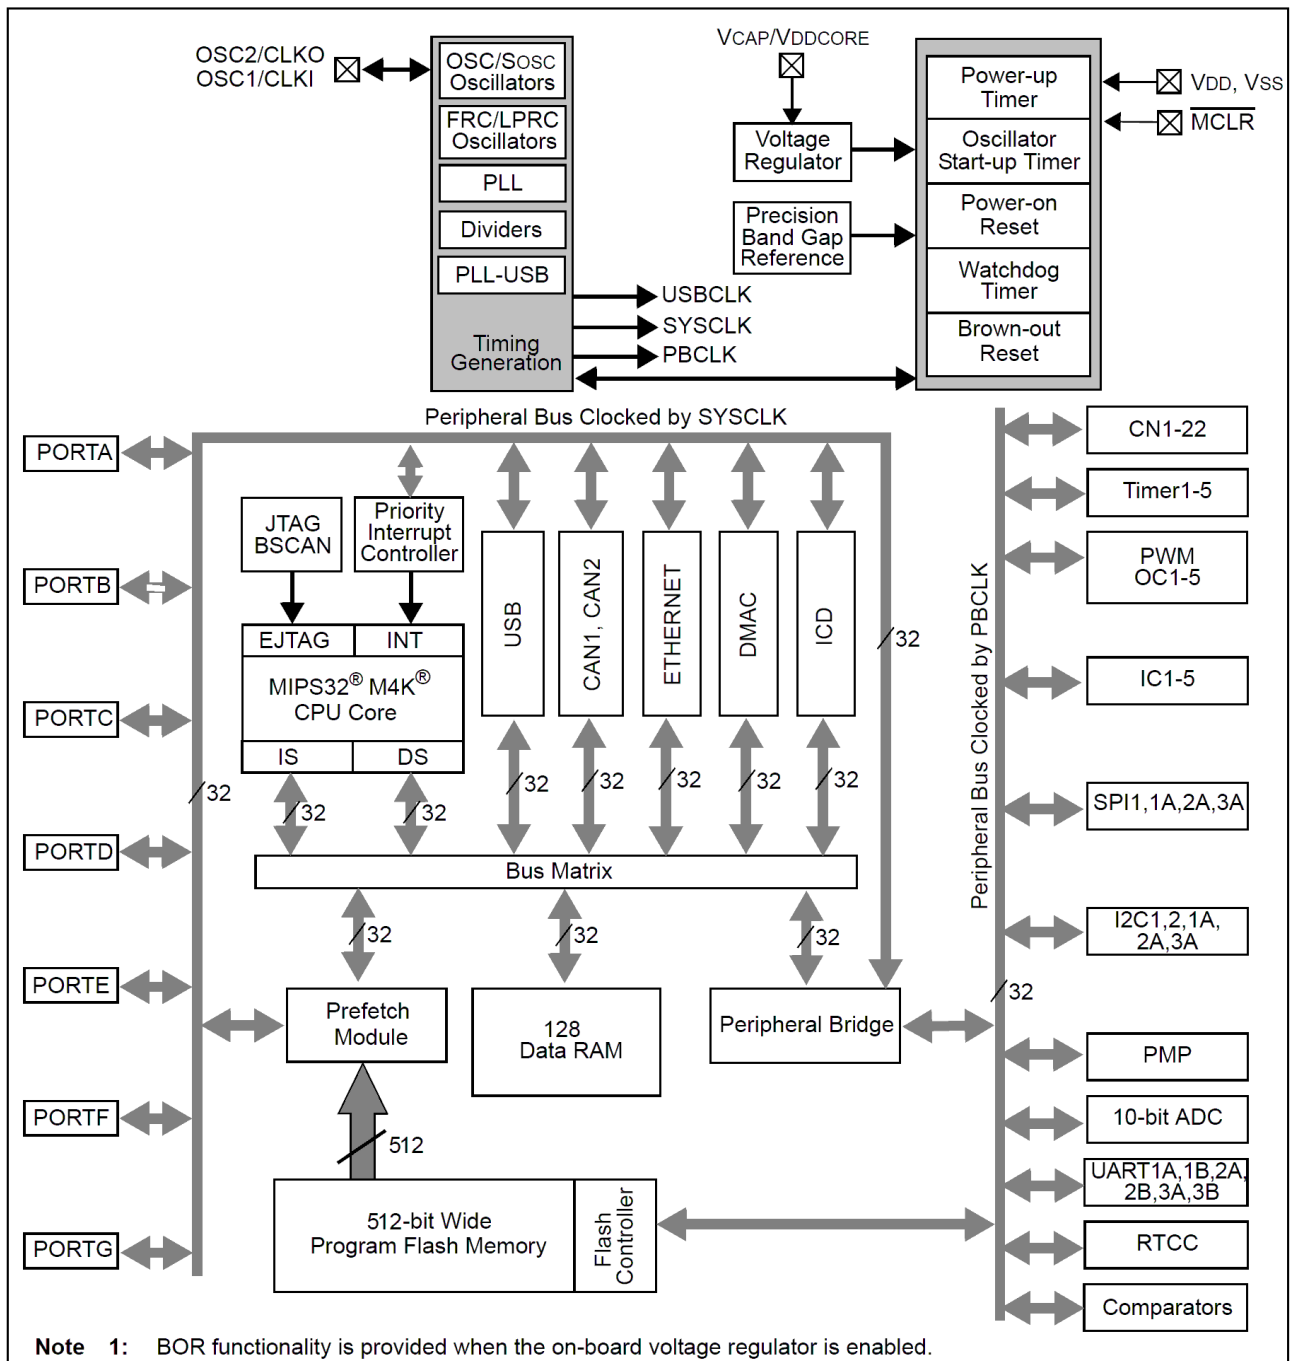 OSC2/CLKO
OSC1/CLKI
OSC/SOSC
Oscillators
FRC/LPRC
Oscillators
PLL
Dividers
PLL-USB
Timing
Generation
USBCLK
SYSCLK
PBCLK
VCAP/VDDCORE
Voltage
Regulator
Precision
Band Gap
Reference
Power-up
Timer
Oscillator
Start-up Timer
Power-on
Reset
Watchdog
Timer
Brown-out
Reset
VDD, VSS
MCLR
Peripheral Bus Clocked by SYSCLK
PORTA
PORTB
PORTC
PORTD
PORTE
PORTF
PORTG
32
JTAG
BSCAN
Priority
Interrupt
Controller
EJTAG
INT
MIPS32® M4K®
CPU Core
IS
DS
USB
CAN1, CAN2
ETHERNET
DMAC
ICD
32
32
32
32
32
32
32
32
Bus Matrix
32
32
32
Prefetch
Module
128
Data RAM
Peripheral Bridge
512
512-bit Wide
Program Flash Memory
Flash
Controller
Peripheral Bus Clocked by PBCLK
32
CN1-22
Timer1-5
PWM
OC1-5
IC1-5
SPI1,1A,2A,3A
I2C1,2,1A,
2A,3A
PMP
10-bit ADC
UART1A,1B,2A,
2B,3A,3B
RTCC
Comparators
Note 1: BOR functionality is provided when the on-board voltage regulator is enabled.